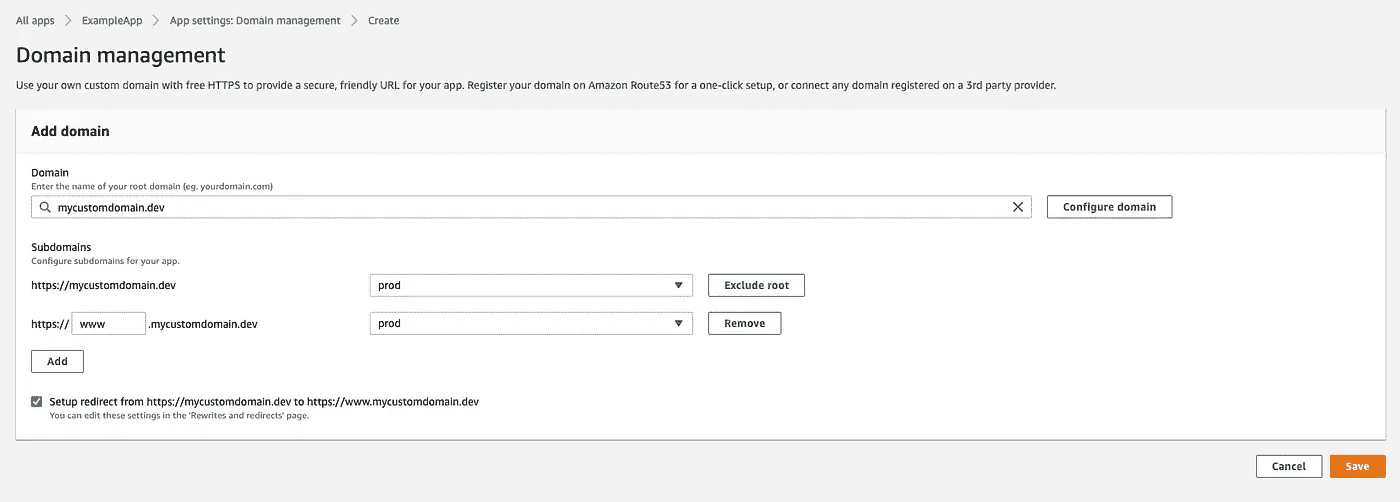 All apps > ExampleApp > App settings: Domain management > Create
Domain management
Use your own custom domain with free HTTPS to provide a secure, friendly URL for your app. Register your domain on Amazon Route53 for a one-click setup, or connect any domain registered on a 3rd party provider.
Add domain
Domain
Enter the name of your root domain (eg. yourdomain.com)
mycustomdomain.dev Configure domain
Subdomains
Configure subdomains for your app.
https://mycustomdomain.dev prod Exclude root
https:// www .mycustomdomain.dev prod Remove
Add
Setup redirect from https://mycustomdomain.dev to https://www.mycustomdomain.dev
You can edit these settings in the 'Rewrites and redirects' page.
Cancel Save